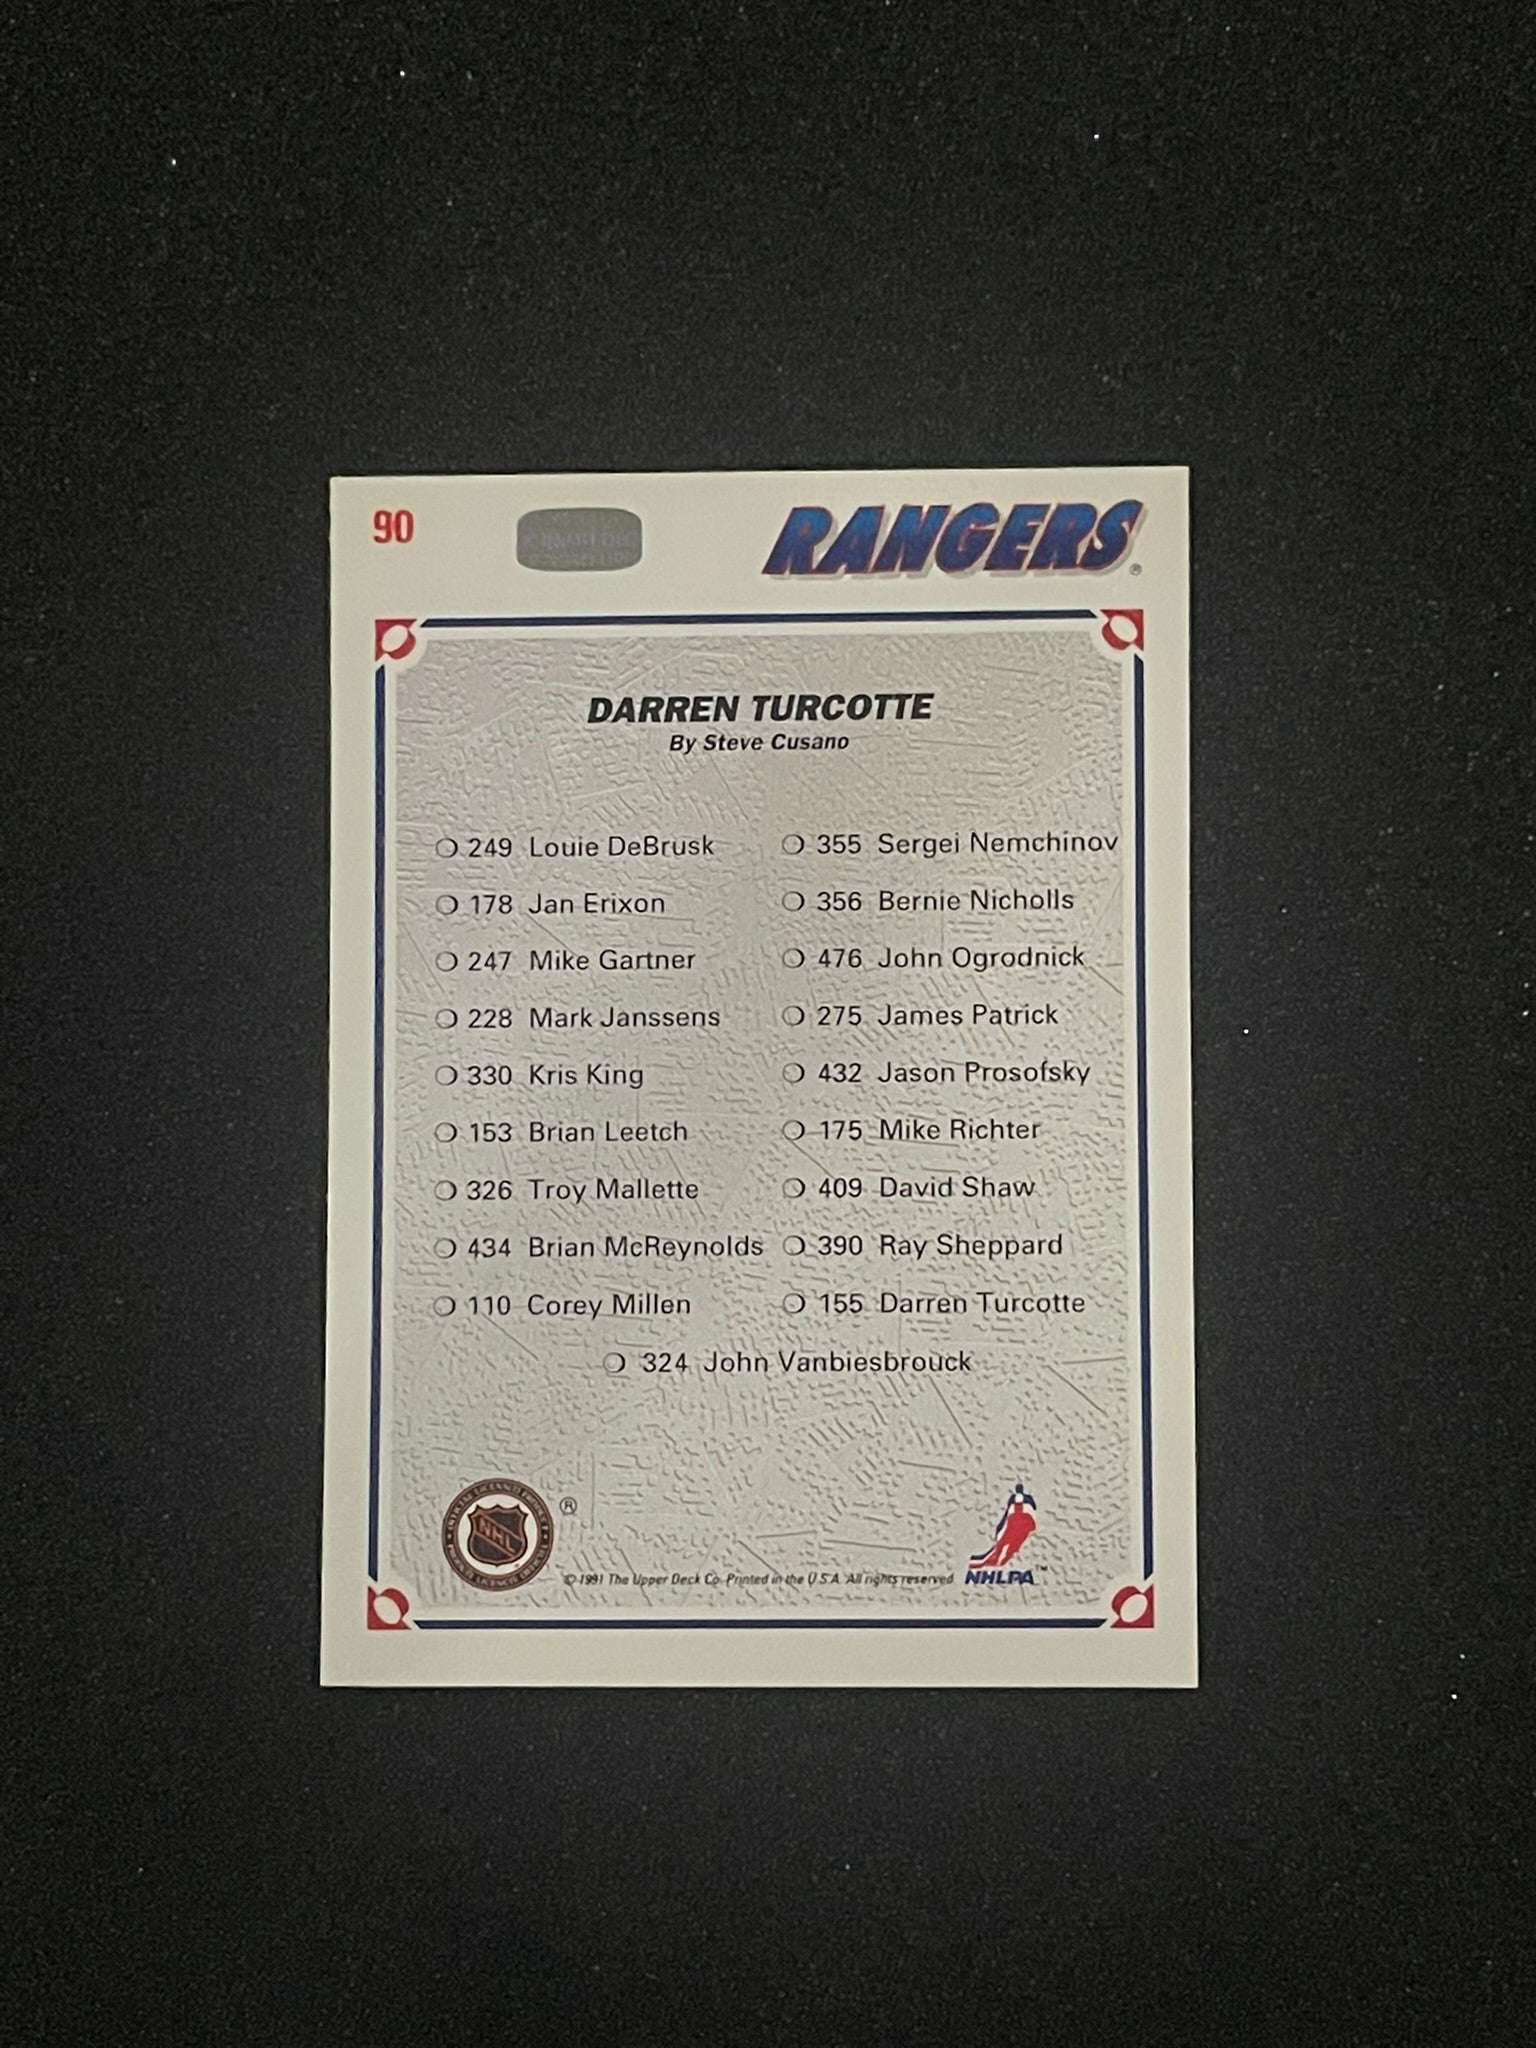 90
RANGERS ®
DARREN TURCOTTE
By Steve Cusano
❍ 249 Louie DeBrusk
❍ 178 Jan Erixon
❍ 247 Mike Gartner
❍ 228 Mark Janssens
❍ 330 Kris King
❍ 153 Brian Leetch
❍ 326 Troy Mallette
❍ 434 Brian McReynolds
❍ 110 Corey Millen
❍ 355 Sergei Nemchinov
❍ 356 Bernie Nicholls
❍ 476 John Ogrodnick
❍ 275 James Patrick
❍ 432 Jason Prosofsky
❍ 175 Mike Richter
❍ 409 David Shaw
❍ 390 Ray Sheppard
❍ 155 Darren Turcotte
❍ 324 John Vanbiesbrouck
NHL
®
© 1991 The Upper Deck Co. Printed in the U.S.A. All rights reserved.
NHLPA™